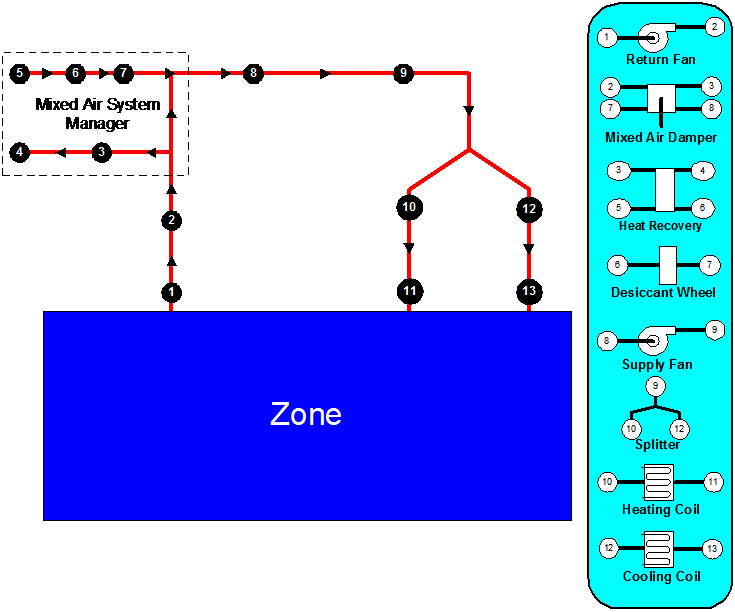 5 6 7 8 9
Mixed Air System
Manager
4 3
2
10 12
1 11 13
Zone
1 2
Return Fan
2 3
7 8
Mixed Air Damper
3 4
5 6
Heat Recovery
6 7
Desiccant Wheel
8 9
Supply Fan
9
10 12
Splitter
10 11
Heating Coil
12 13
Cooling Coil